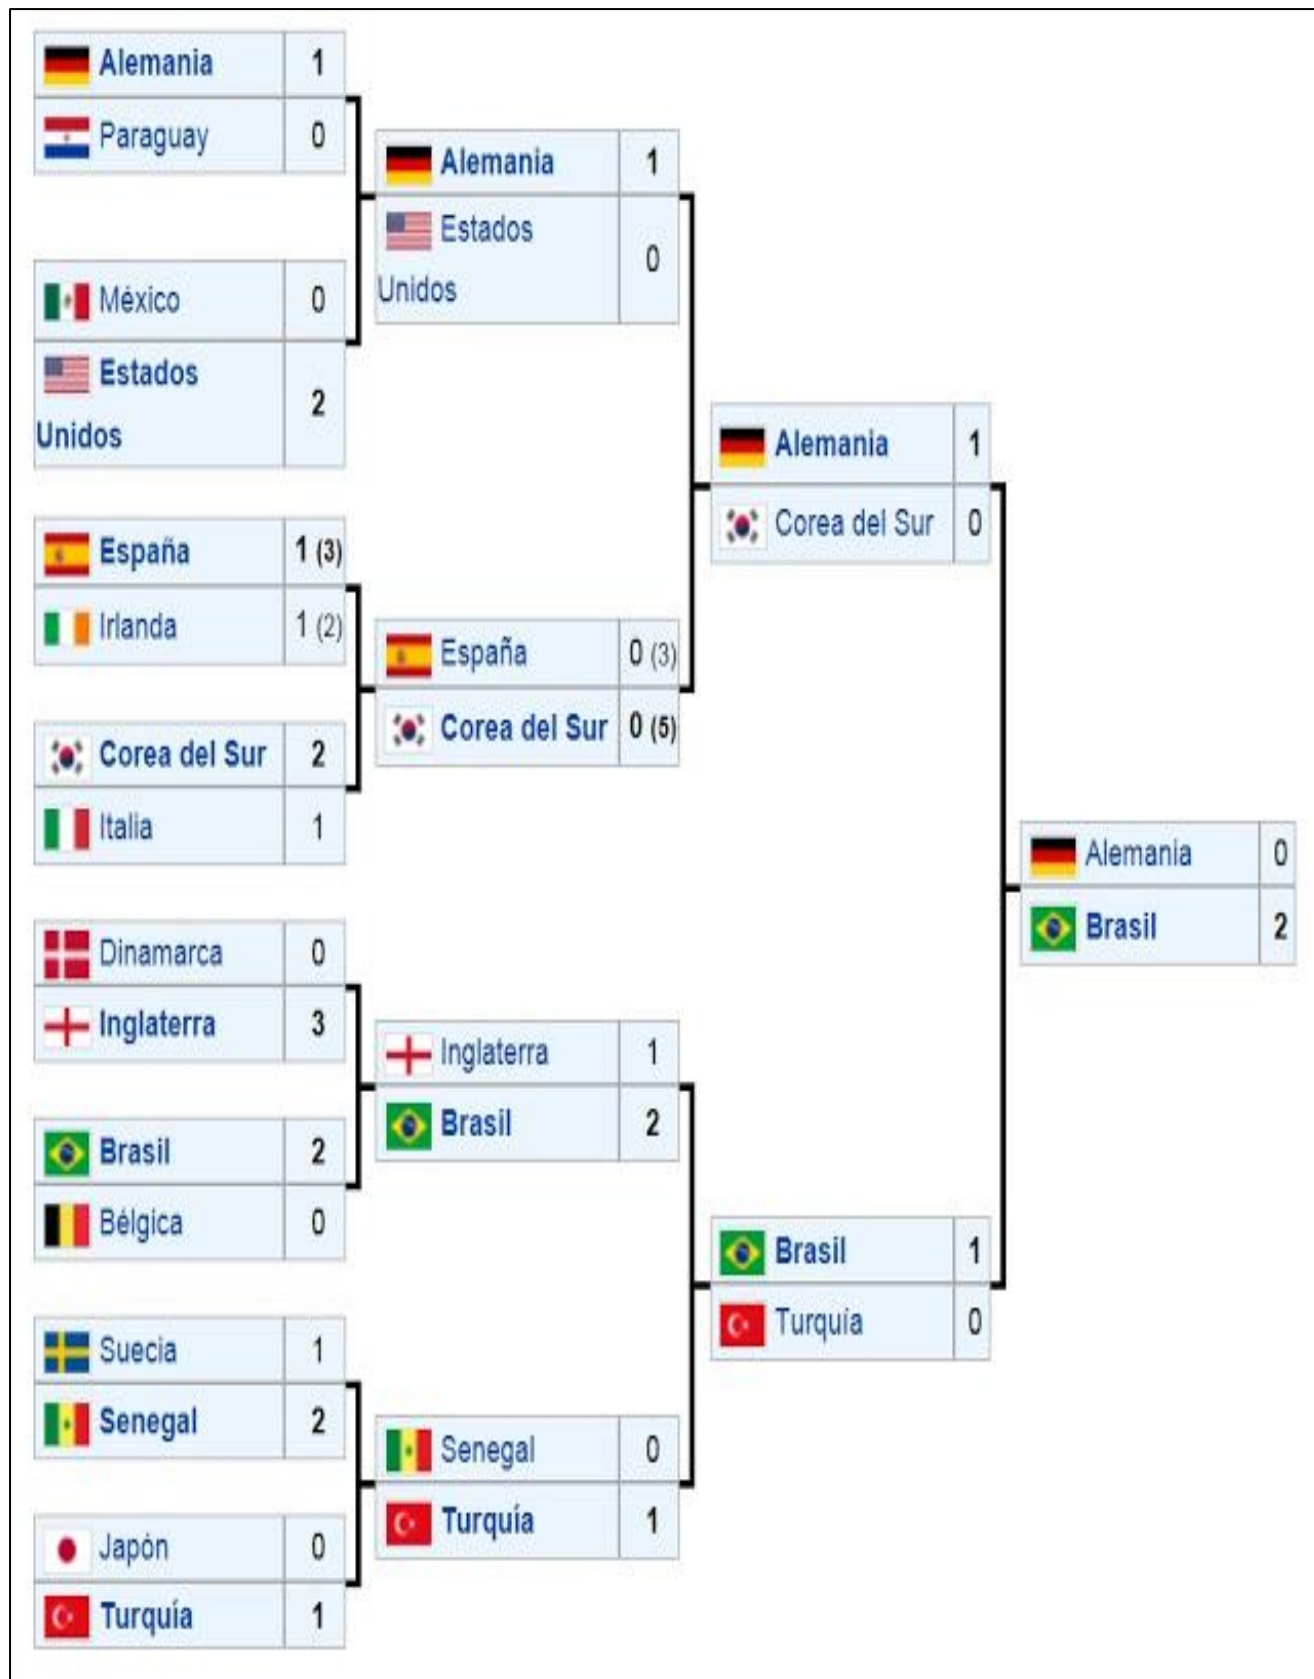 Alemania 1
Paraguay 0
México 0
Estados
Unidos 2
España 1 (3)
Irlanda 1 (2)
Corea del Sur 2
Italia 1
Dinamarca 0
Inglaterra 3
Brasil 2
Bélgica 0
Suecia 1
Senegal 2
Japón 0
Turquía 1
Alemania 1
Estados
Unidos 0
España 0 (3)
Corea del Sur 0 (5)
Inglaterra 1
Brasil 2
Senegal 0
Turquía 1
Alemania 1
Corea del Sur 0
Brasil 1
Turquía 0
Alemania 0
Brasil 2